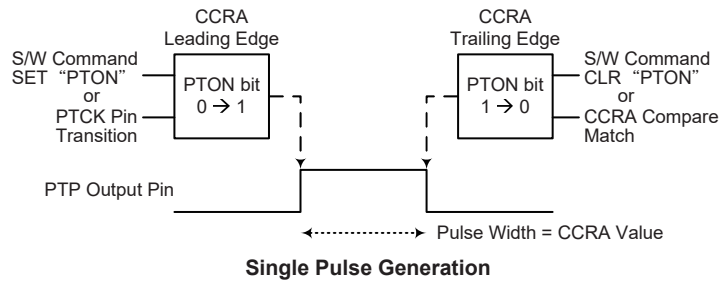 CCRA
Leading Edge
S/W Command
SET “PTON”
or
PTCK Pin
Transition
PTON bit
0 → 1
CCRA
Trailing Edge
PTON bit
1 → 0
S/W Command
CLR “PTON”
or
CCRA Compare
Match
PTP Output Pin
Pulse Width = CCRA Value
Single Pulse Generation